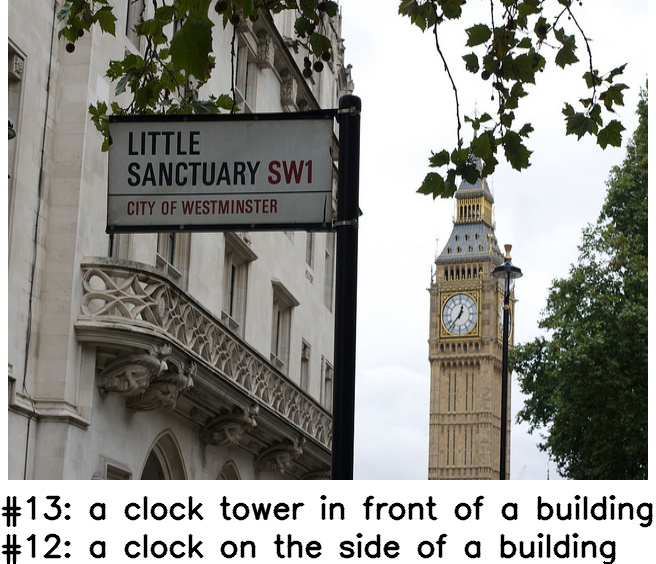 LITTLE
SANCTUARY SW1
CITY OF WESTMINSTER
#13: a clock tower in front of a building
#12: a clock on the side of a building